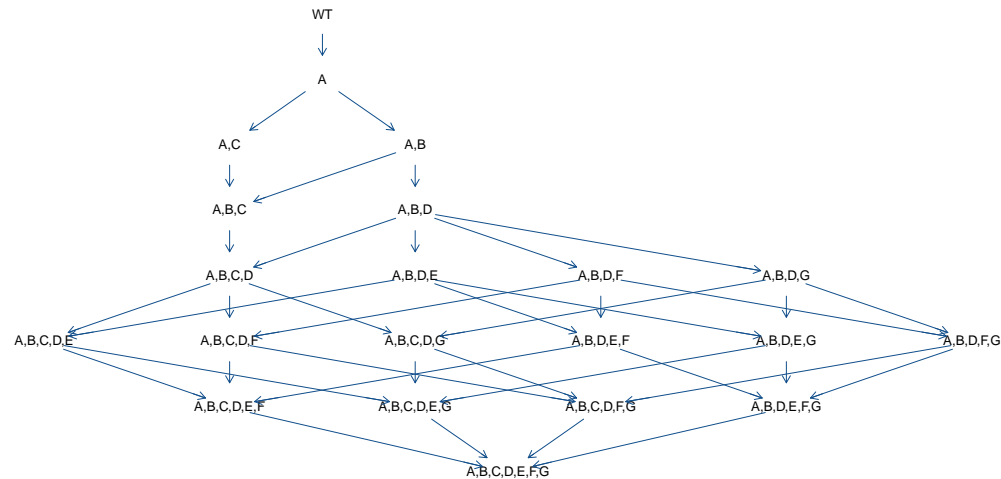 WT
A
A,C
A,B
A,B,C
A,B,D
A,B,C,D
A,B,D,E
A,B,D,F
A,B,D,G
A,B,C,D,E
A,B,C,D,F
A,B,C,D,G
A,B,D,E,F
A,B,D,E,G
A,B,D,F,G
A,B,C,D,E,F
A,B,C,D,E,G
A,B,C,D,F,G
A,B,D,E,F,G
A,B,C,D,E,F,G